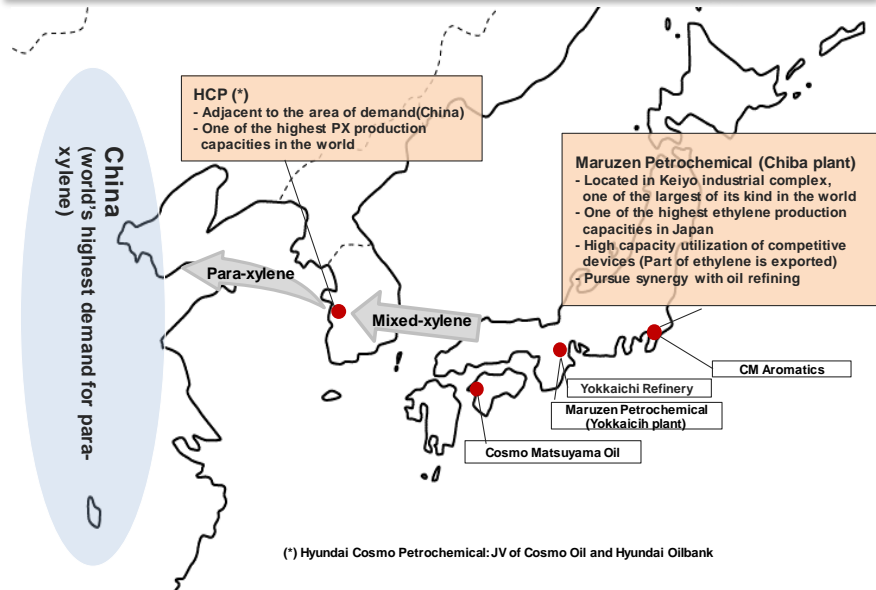 HCP (*)
- Adjacent to the area of demand(China)
- One of the highest PX production
capacities in the world
Maruzen Petrochemical (Chiba plant)
- Located in Keiyo industrial complex,
one of the largest of its kind in the world
- One of the highest ethylene production
capacities in Japan
- High capacity utilization of competitive
devices (Part of ethylene is exported)
- Pursue synergy with oil refining
China
(world's highest demand for para-
xylene)
Para-xylene
Mixed-xylene
CM Aromatics
Yokkaichi Refinery
Maruzen Petrochemical
(Yokkaicih plant)
Cosmo Matsuyama Oil
(*) Hyundai Cosmo Petrochemical: JV of Cosmo Oil and Hyundai Oilbank